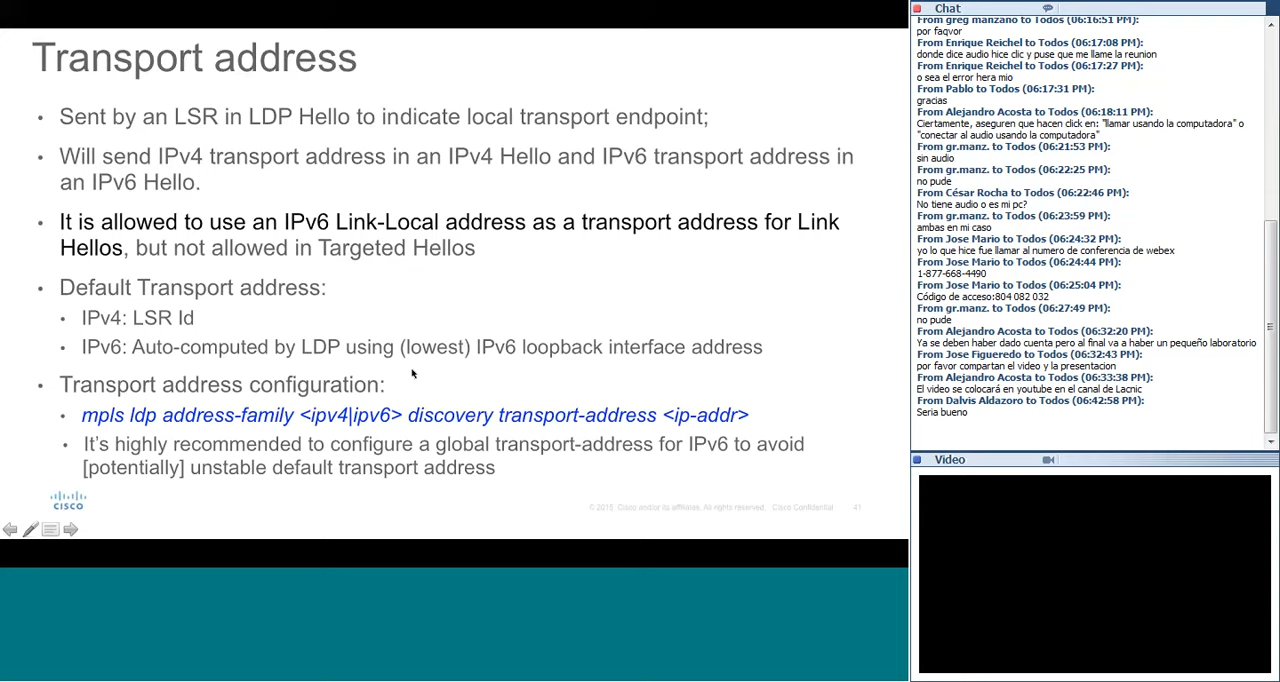 Transport address
• Sent by an LSR in LDP Hello to indicate local transport endpoint;
• Will send IPv4 transport address in an IPv4 Hello and IPv6 transport address in
an IPv6 Hello.
• It is allowed to use an IPv6 Link-Local address as a transport address for Link
Hellos, but not allowed in Targeted Hellos
• Default Transport address:
• IPv4: LSR Id
• IPv6: Auto-computed by LDP using (lowest) IPv6 loopback interface address
• Transport address configuration:
• mpls ldp address-family <ipv4|ipv6> discovery transport-address <ip-addr>
• It's highly recommended to configure a global transport-address for IPv6 to avoid
[potentially] unstable default transport address
CISCO
© 2015 Cisco and/or its affiliates. All rights reserved. Cisco Confidential 41
Chat
From greg manzano to Todos (06:16:51 PM):
por faqvor
From Enrique Reichel to Todos (06:17:08 PM):
donde dice audio hice clic y puse que me llame la reunion
From Enrique Reichel to Todos (06:17:27 PM):
o sea el error hera mio
From Pablo to Todos (06:17:31 PM):
gracias
From Alejandro Acosta to Todos (06:18:11 PM):
Ciertamente, aseguren que hacen click en: "llamar usando la computadora" o
"conectar al audio usando la computadora"
From gr.manz. to Todos (06:21:53 PM):
sin audio
From gr.manz. to Todos (06:22:25 PM):
no pude
From César Rocha to Todos (06:22:46 PM):
No tiene audio o es mi pc?
From gr.manz. to Todos (06:23:59 PM):
ambas en mi caso
From Jose Mario to Todos (06:24:32 PM):
yo lo que hice fue llamar al numero de conferencia de webex
From Jose Mario to Todos (06:24:44 PM):
1-877-668-4490
From Jose Mario to Todos (06:25:04 PM):
Código de acceso:804 082 032
From gr.manz. to Todos (06:27:49 PM):
no pude
From Alejandro Acosta to Todos (06:32:20 PM):
Ya se deben haber dado cuenta pero al final va a haber un pequeño laboratorio
From Jose Figueredo to Todos (06:32:43 PM):
por favor compartan el video y la presentacion
From Alejandro Acosta to Todos (06:33:38 PM):
El video se colocará en youtube en el canal de Lacnic
From Dalvis Aldazoro to Todos (06:42:58 PM):
Seria bueno
Video